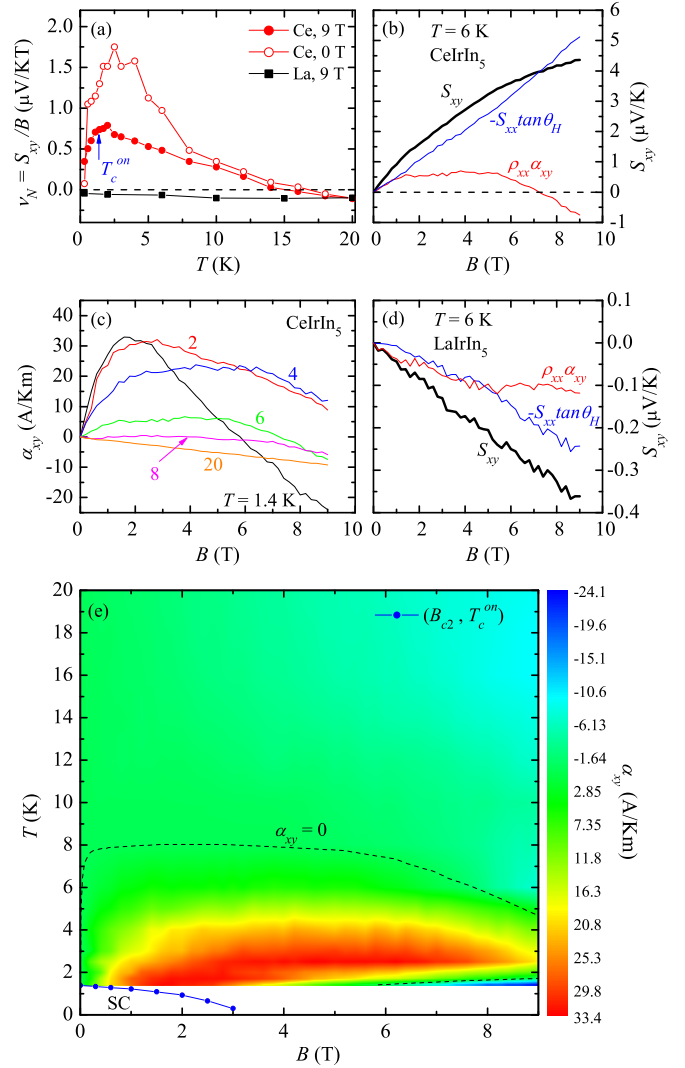 (a)
Ce, 9 T
Ce, 0 T
La, 9 T
2.0
1.5
1.0
0.5
0.0
-0.5
ν_N = S_xy/B (μV/KT)
T_c^on
0 5 10 15 20
T (K)
(b)
T = 6 K
CeIrIn₅
S_xy
-S_xx tanθ_H
ρ_xx α_xy
6
5
4
3
2
1
0
-1
S_xy (μV/K)
0 2 4 6 8 10
B (T)
(c)
CeIrIn₅
40
30
20
10
0
-10
-20
α_xy (A/Km)
2
4
6
8
20
T = 1.4 K
0 2 4 6 8 10
B (T)
(d)
T = 6 K
LaIrIn₅
ρ_xx α_xy
-S_xx tanθ_H
S_xy
0.1
0.0
-0.1
-0.2
-0.3
-0.4
S_xy (μV/K)
0 2 4 6 8 10
B (T)
(e)
(B_c2 , T_c^on)
20
18
16
14
12
10
8
6
4
2
0
T (K)
α_xy = 0
SC
0 2 4 6 8
B (T)
-24.1
-15.1
-10.6
-6.13
-1.64
2.85
7.35
11.8
16.3
20.8
25.3
29.8
33.4
α_xy (A/Km)